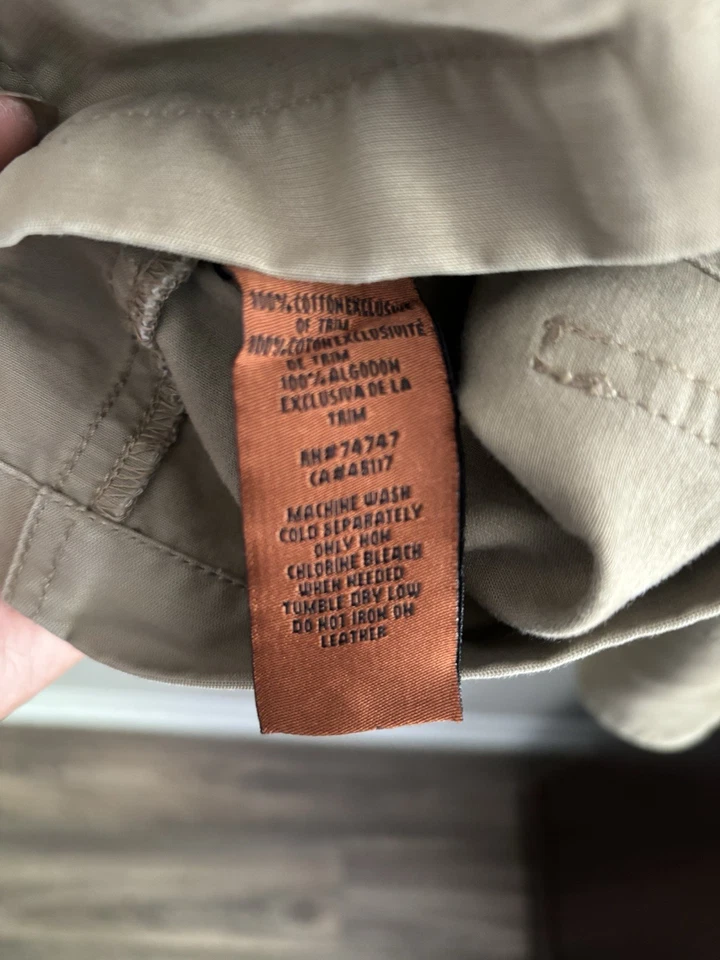 100% COTTON EXCLUSIVE
OF TRIM
100% COTON EXCLUSIVITÉ
DE TRIM
100% ALGODON
EXCLUSIVA DE LA
TRIM
RN#74747
CA#45117
MACHINE WASH
COLD SEPARATELY
ONLY NON
CHLORINE BLEACH
WHEN NEEDED
TUMBLE DRY LOW
DO NOT IRON ON
LEATHER